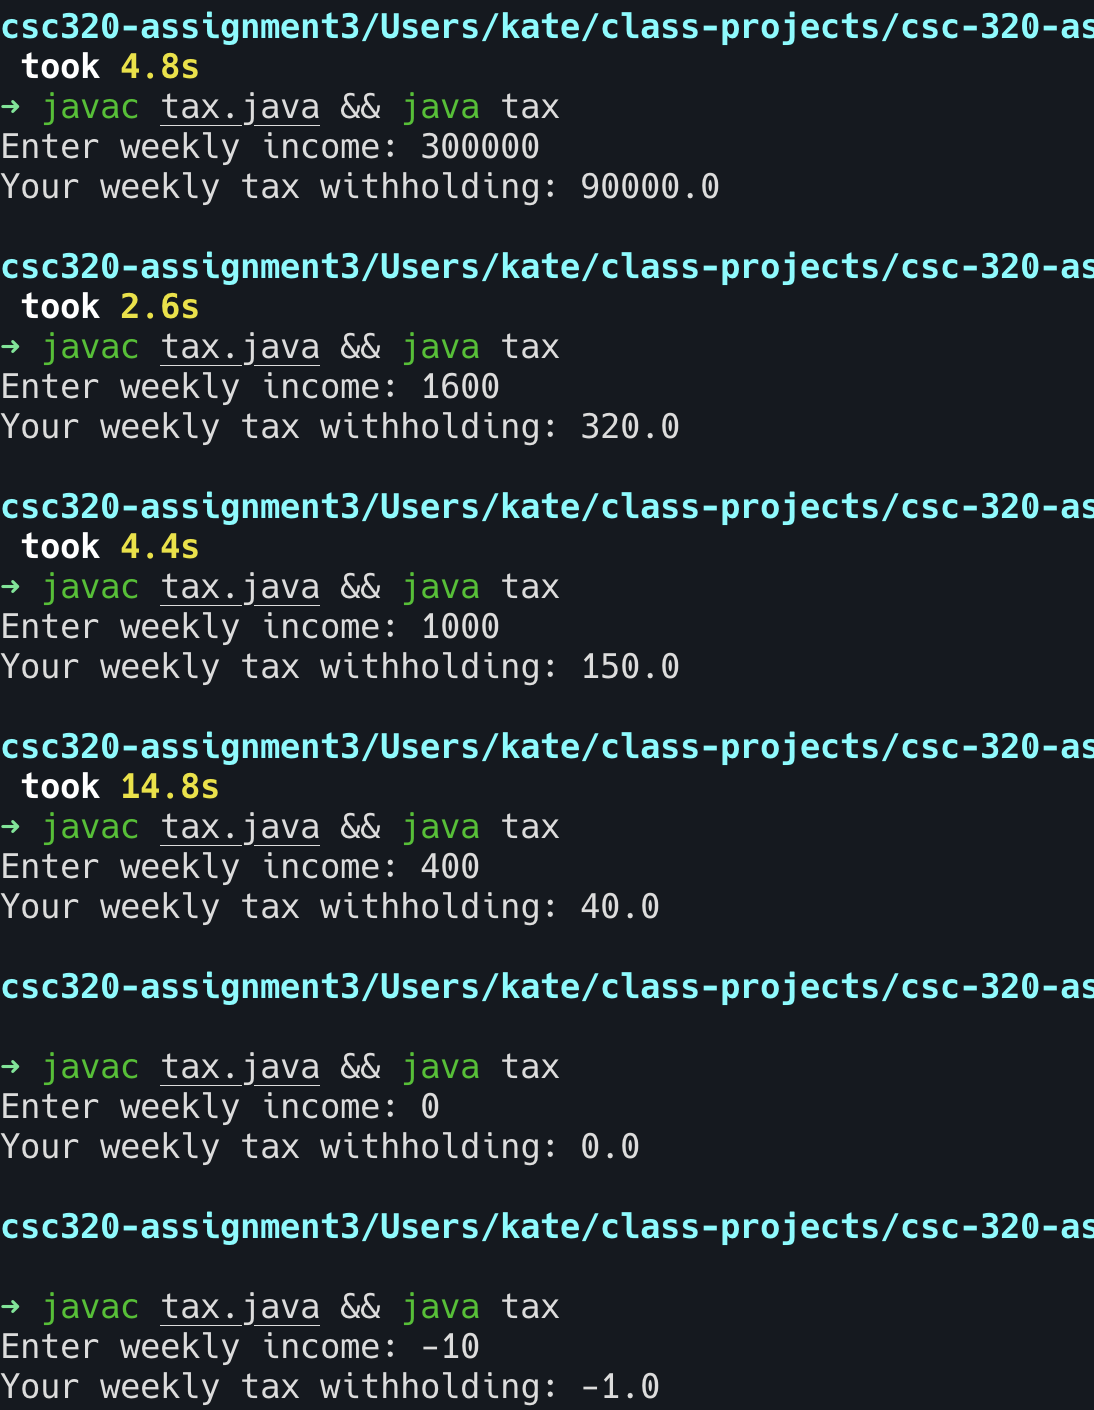 csc320-assignment3/Users/kate/class-projects/csc-320-as
took 4.8s
→ javac tax.java && java tax
Enter weekly income: 300000
Your weekly tax withholding: 90000.0
csc320-assignment3/Users/kate/class-projects/csc-320-as
took 2.6s
→ javac tax.java && java tax
Enter weekly income: 1600
Your weekly tax withholding: 320.0
csc320-assignment3/Users/kate/class-projects/csc-320-as
took 4.4s
→ javac tax.java && java tax
Enter weekly income: 1000
Your weekly tax withholding: 150.0
csc320-assignment3/Users/kate/class-projects/csc-320-as
took 14.8s
→ javac tax.java && java tax
Enter weekly income: 400
Your weekly tax withholding: 40.0
csc320-assignment3/Users/kate/class-projects/csc-320-as
→ javac tax.java && java tax
Enter weekly income: 0
Your weekly tax withholding: 0.0
csc320-assignment3/Users/kate/class-projects/csc-320-as
→ javac tax.java && java tax
Enter weekly income: -10
Your weekly tax withholding: -1.0